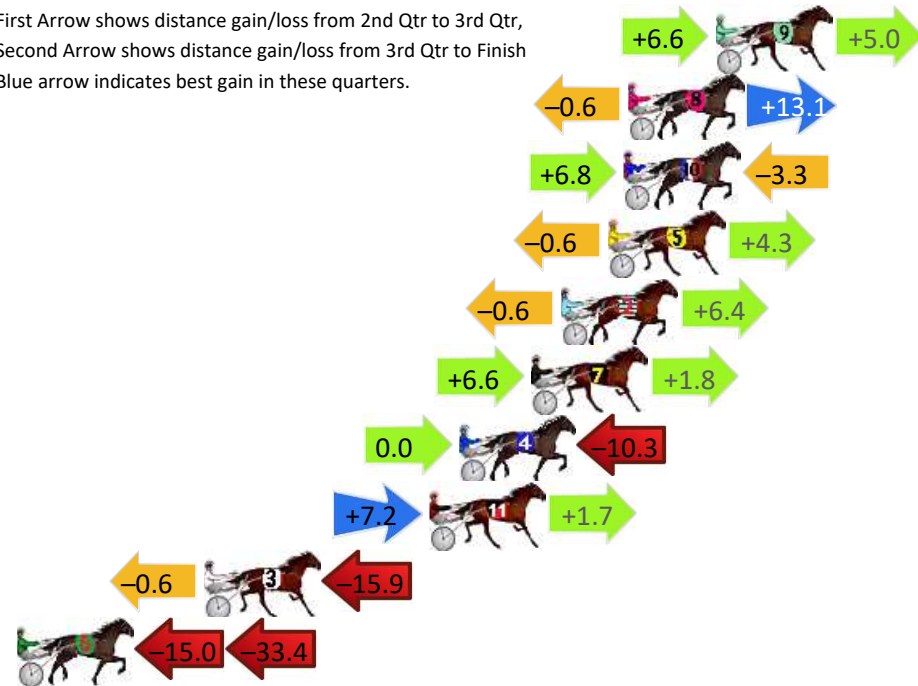 First Arrow shows distance gain/loss from 2nd Qtr to 3rd Qtr,
Second Arrow shows distance gain/loss from 3rd Qtr to Finish
Blue arrow indicates best gain in these quarters.
+6.6 9 +5.0
–0.6 8 +13.1
+6.8 10 –3.3
–0.6 5 +4.3
–0.6 +6.4
+6.6 7 +1.8
0.0 4 –10.3
+7.2 11 +1.7
–0.6 3 –15.9
–15.0 –33.4